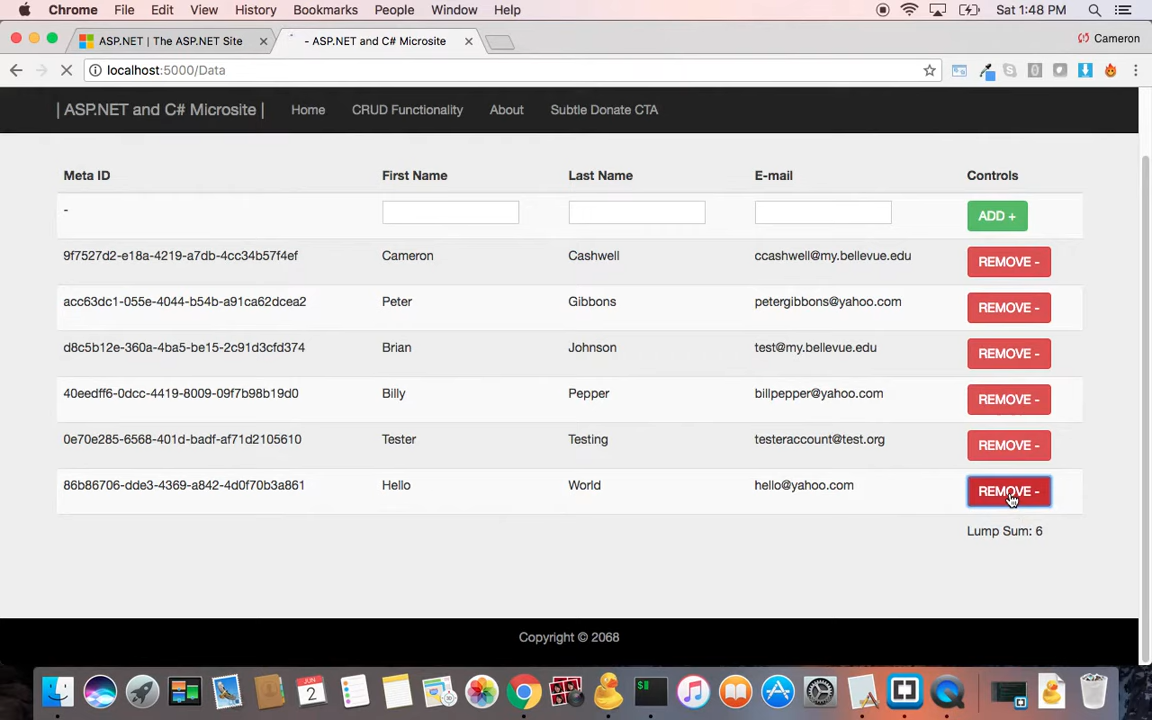 Chrome File Edit View History Bookmarks People Window Help Sat 1:48 PM
ASP.NET | The ASP.NET Site - ASP.NET and C# Microsite Cameron
localhost:5000/Data
| ASP.NET and C# Microsite | Home CRUD Functionality About Subtle Donate CTA
Meta ID First Name Last Name E-mail Controls
- ADD +
9f7527d2-e18a-4219-a7db-4cc34b57f4ef Cameron Cashwell ccashwell@my.bellevue.edu REMOVE -
acc63dc1-055e-4044-b54b-a91ca62dcea2 Peter Gibbons petergibbons@yahoo.com REMOVE -
d8c5b12e-360a-4ba5-be15-2c91d3cfd374 Brian Johnson test@my.bellevue.edu REMOVE -
40eedff6-0dcc-4419-8009-09f7b98b19d0 Billy Pepper billpepper@yahoo.com REMOVE -
0e70e285-6568-401d-badf-af71d2105610 Tester Testing testeraccount@test.org REMOVE -
86b86706-dde3-4369-a842-4d0f70b3a861 Hello World hello@yahoo.com REMOVE -
Lump Sum: 6
Copyright © 2068
JUN
2